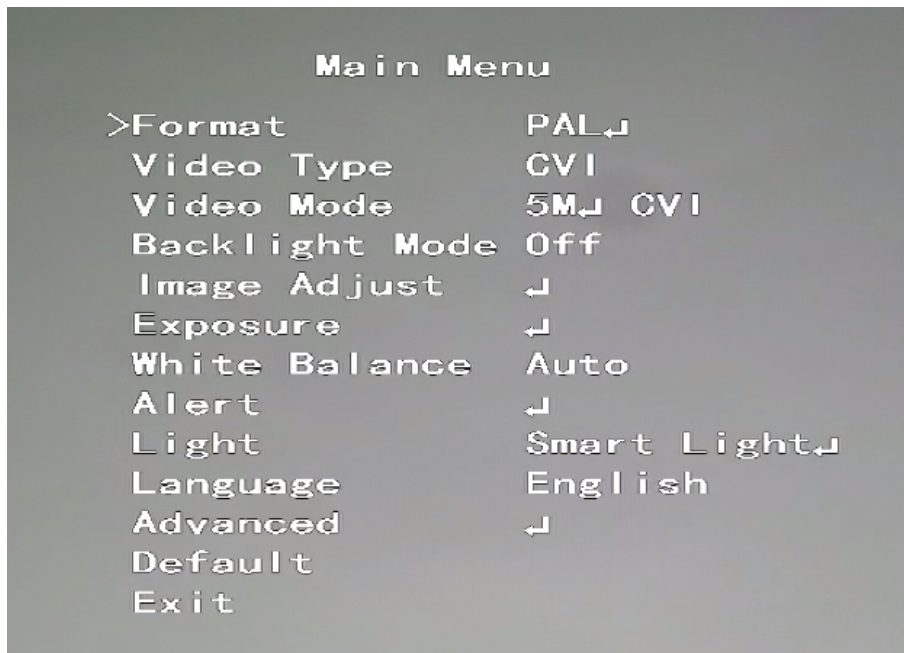 Main Menu
>Format PAL↵
Video Type CVI
Video Mode 5M↵ CVI
Backlight Mode Off
Image Adjust ↵
Exposure ↵
White Balance Auto
Alert ↵
Light Smart Light↵
Language English
Advanced ↵
Default
Exit